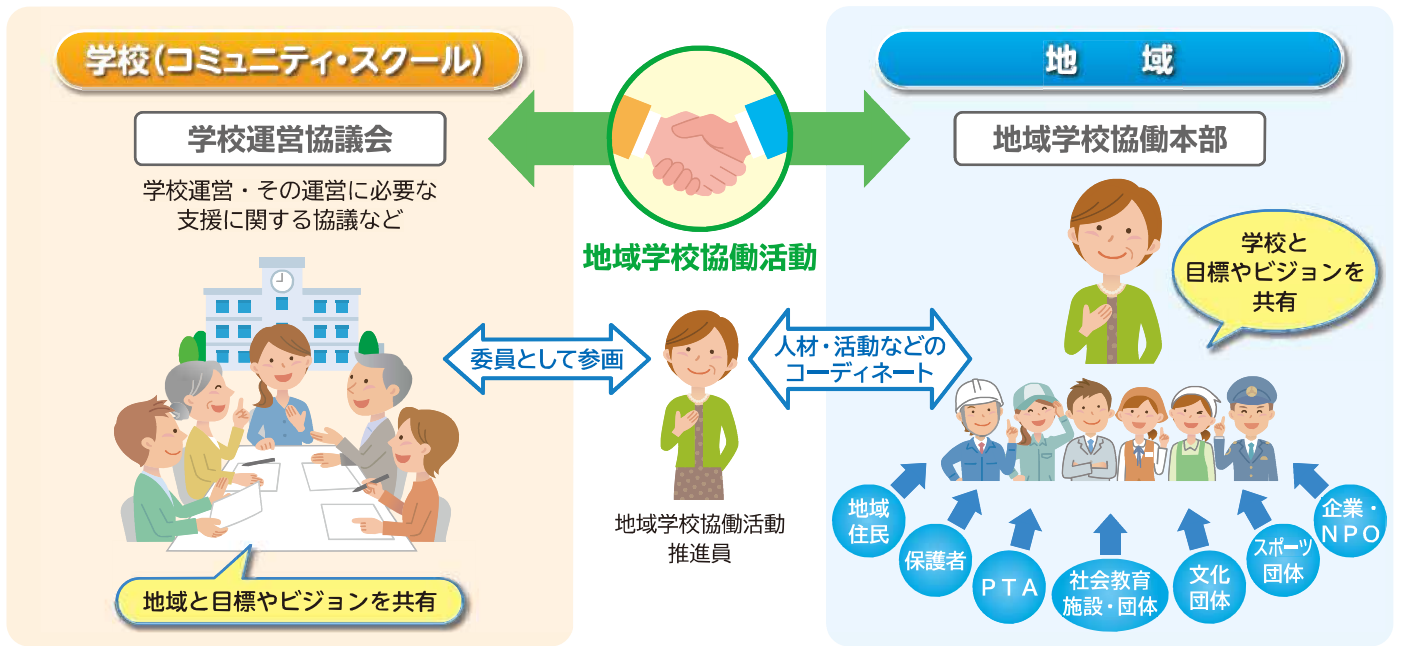 学校(コミュニティ・スクール)
学校運営協議会
学校運営・その運営に必要な
支援に関する協議など
地域と目標やビジョンを共有
地域学校協働活動
委員として参画
人材・活動などの
コーディネート
地域学校協働活動
推進員
地　域
地域学校協働本部
学校と
目標やビジョンを
共有
地域
住民
保護者
ＰＴＡ
社会教育
施設・団体
文化
団体
スポーツ
団体
企業・
ＮＰＯ